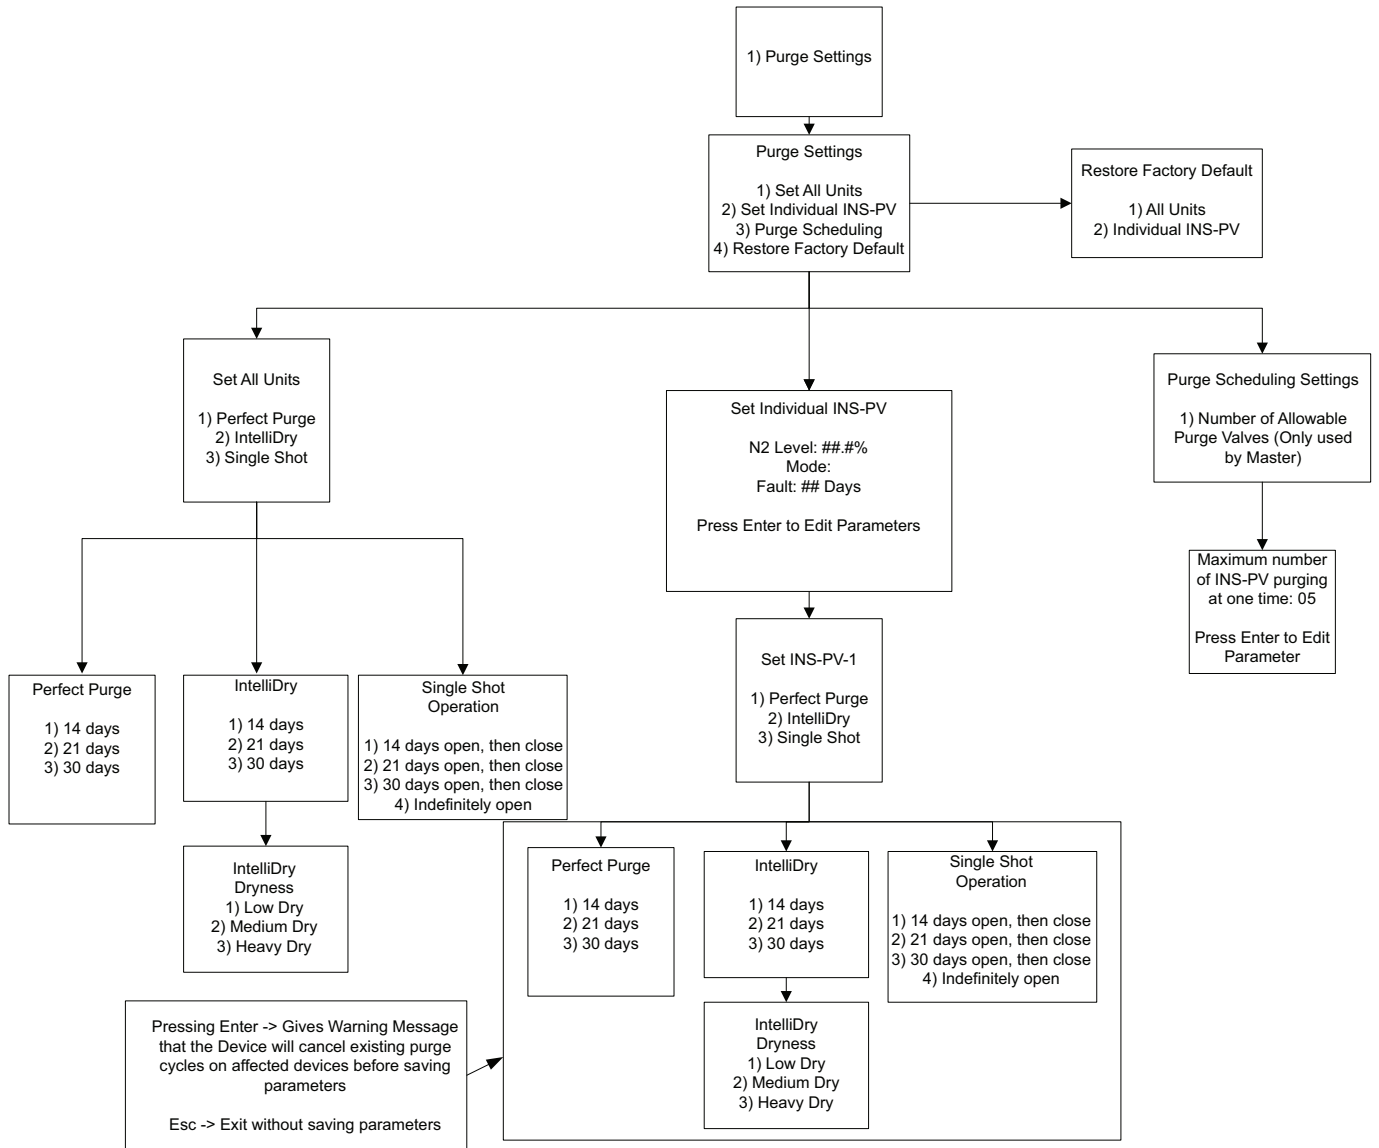 1) Purge Settings
Purge Settings
1) Set All Units
2) Set Individual INS-PV
3) Purge Scheduling
4) Restore Factory Default
Restore Factory Default
1) All Units
2) Individual INS-PV
Set All Units
1) Perfect Purge
2) IntelliDry
3) Single Shot
Set Individual INS-PV
N2 Level: ##.#%
Mode:
Fault: ## Days
Press Enter to Edit Parameters
Purge Scheduling Settings
1) Number of Allowable
Purge Valves (Only used
by Master)
Maximum number
of INS-PV purging
at one time: 05
Press Enter to Edit
Parameter
Perfect Purge
1) 14 days
2) 21 days
3) 30 days
IntelliDry
1) 14 days
2) 21 days
3) 30 days
Single Shot
Operation
1) 14 days open, then close
2) 21 days open, then close
3) 30 days open, then close
4) Indefinitely open
IntelliDry
Dryness
1) Low Dry
2) Medium Dry
3) Heavy Dry
Set INS-PV-1
1) Perfect Purge
2) IntelliDry
3) Single Shot
Perfect Purge
1) 14 days
2) 21 days
3) 30 days
IntelliDry
1) 14 days
2) 21 days
3) 30 days
Single Shot
Operation
1) 14 days open, then close
2) 21 days open, then close
3) 30 days open, then close
4) Indefinitely open
IntelliDry
Dryness
1) Low Dry
2) Medium Dry
3) Heavy Dry
Pressing Enter -> Gives Warning Message
that the Device will cancel existing purge
cycles on affected devices before saving
parameters
Esc -> Exit without saving parameters